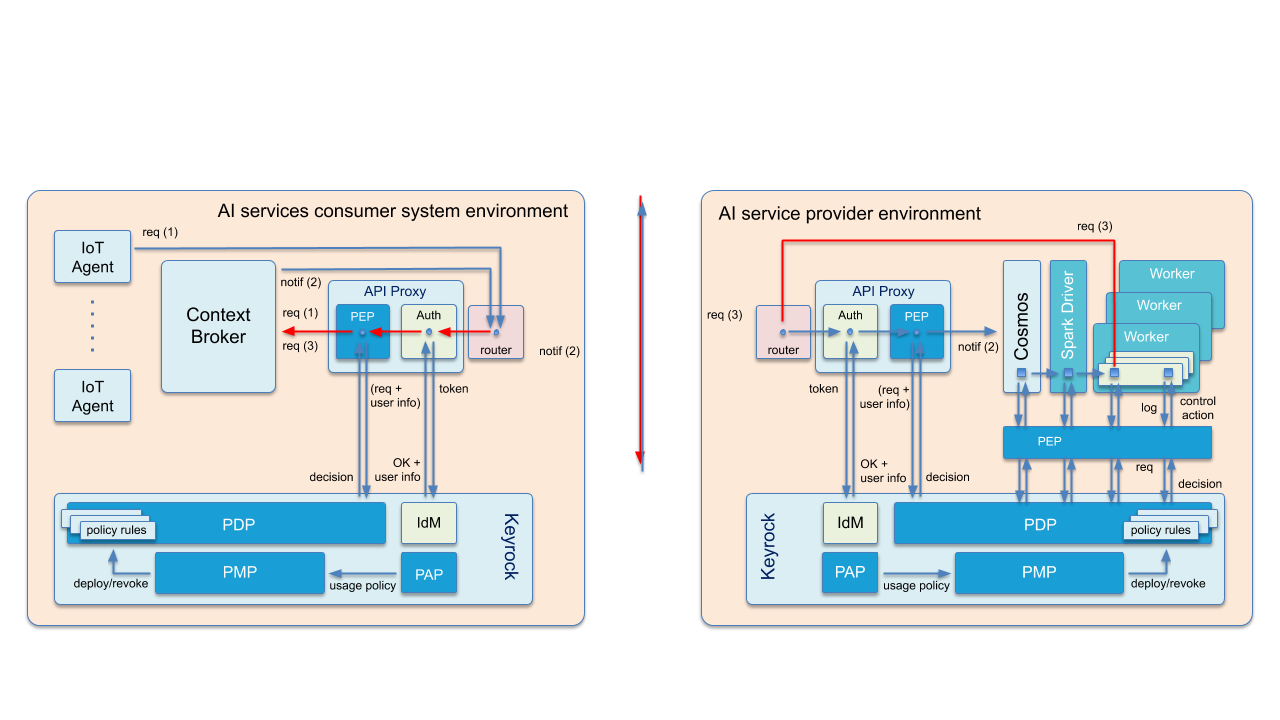 AI services consumer system environment
IoT
Agent
req (1)
notif (2)
Context
Broker
req (1)
req (3)
API Proxy
PEP
Auth
router
notif (2)
IoT
Agent
(req +
user info)
token
decision
OK +
user info
policy rules
PDP
IdM
Keyrock
deploy/revoke
PMP
usage policy
PAP
AI service provider environment
req (3)
req (3)
router
API Proxy
Auth
PEP
notif (2)
Cosmos
Spark Driver
Worker
Worker
Worker
token
(req +
user info)
log
control
action
PEP
OK +
user info
decision
req
decision
Keyrock
IdM
PDP
policy rules
PAP
usage policy
PMP
deploy/revoke